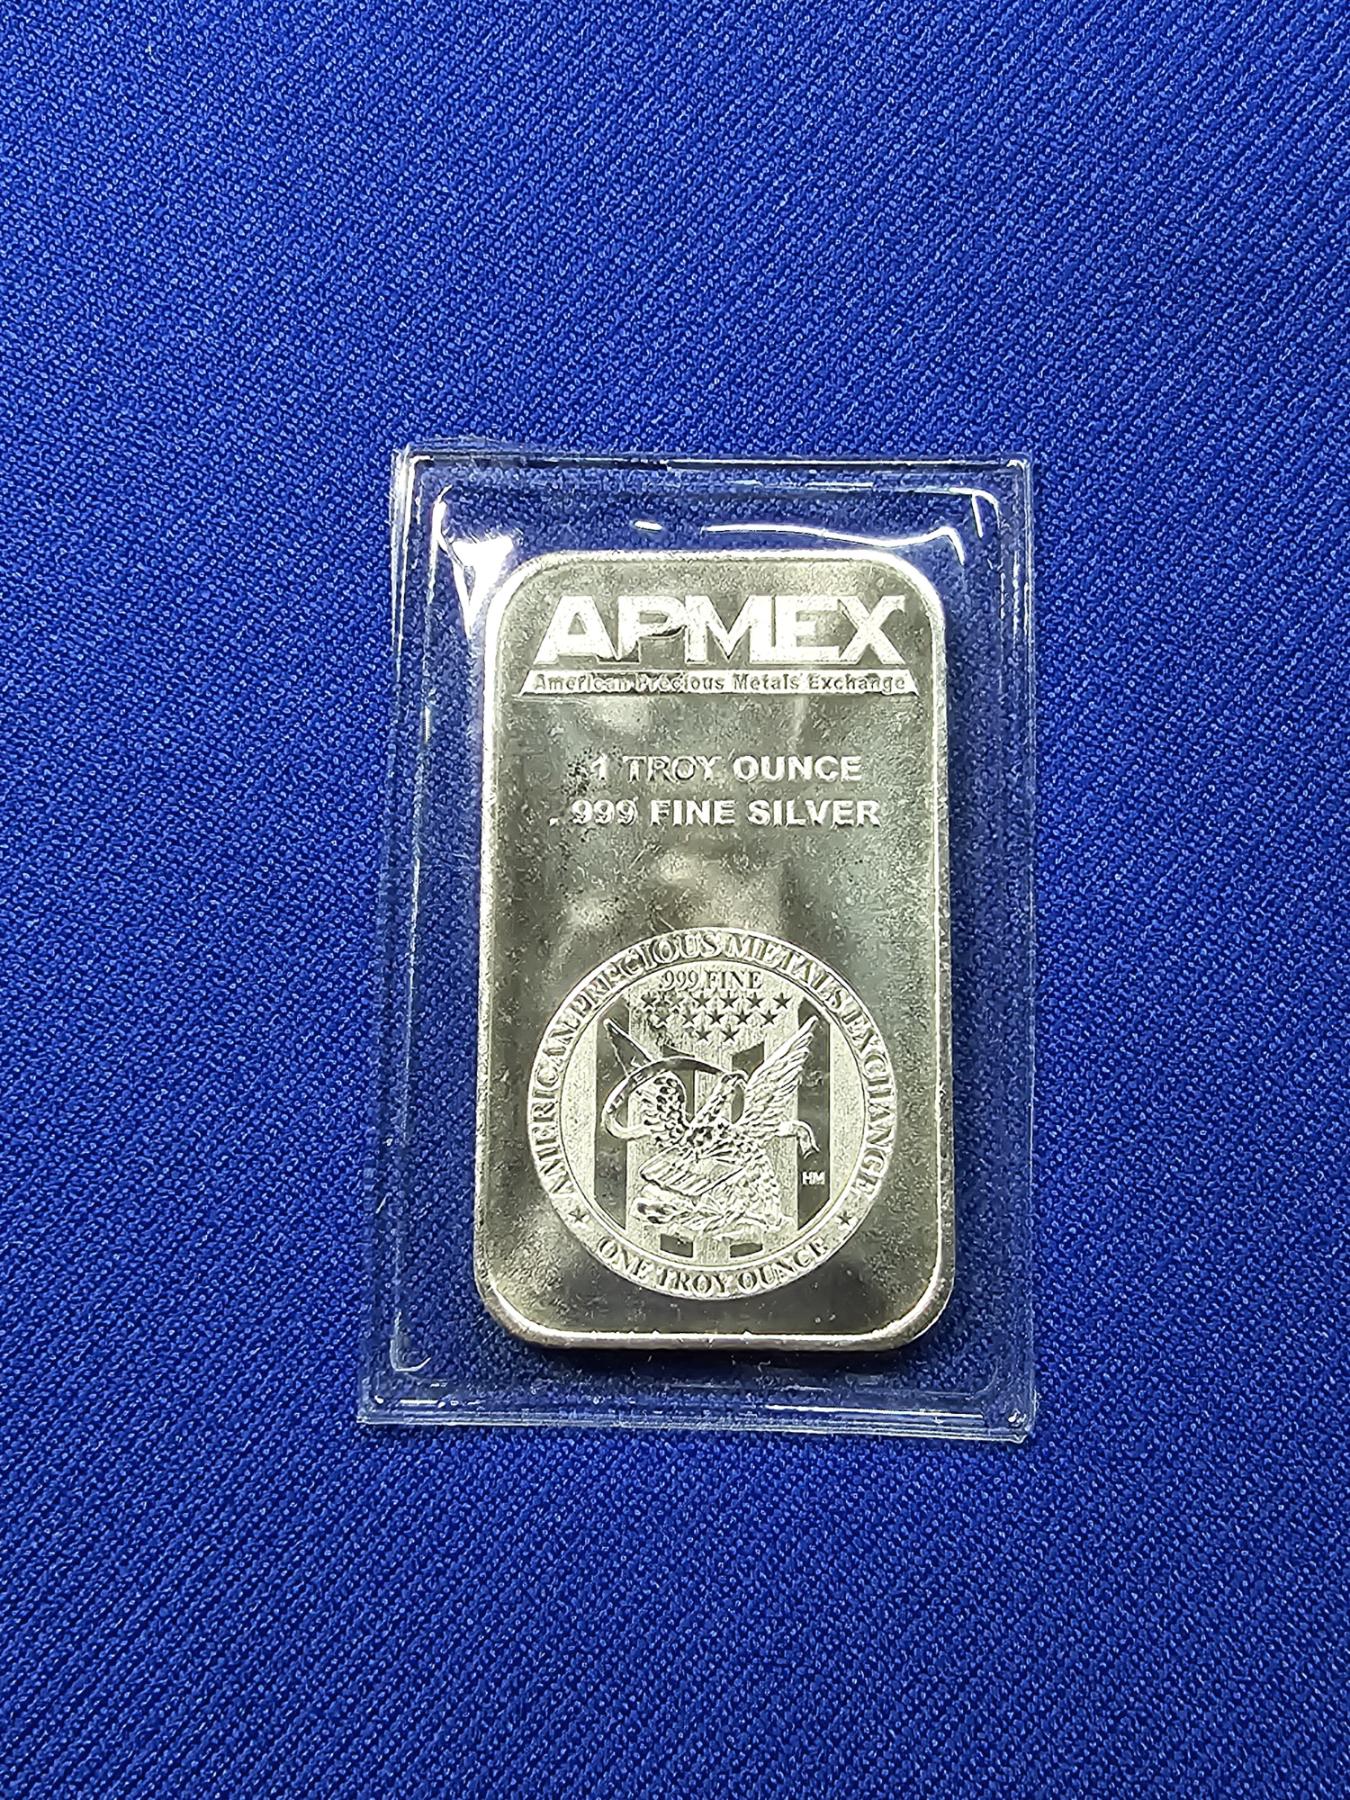 APMEX
American Precious Metals Exchange
1 TROY OUNCE
.999 FINE SILVER
AMERICAN PRECIOUS METALS EXCHANGE
.999 FINE
HM
★ ONE TROY OUNCE ★